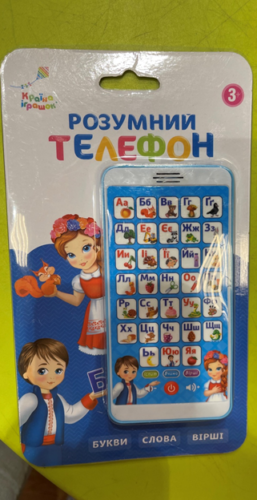 Країна
іграшок
3+
РОЗУМНИЙ
ТЕЛЕФОН
Аа Бб Вв Гг Ґґ
Дд Ее Єє Жж Зз
Ии Іі Її Йй Кк
Лл Мм Нн Оо Пп
Рр Сс Тт Уу Фф
Хх Цц Чч Шш Щщ
Ьь Юю Яя
Б
БУКВИ СЛОВА ВІРШІ